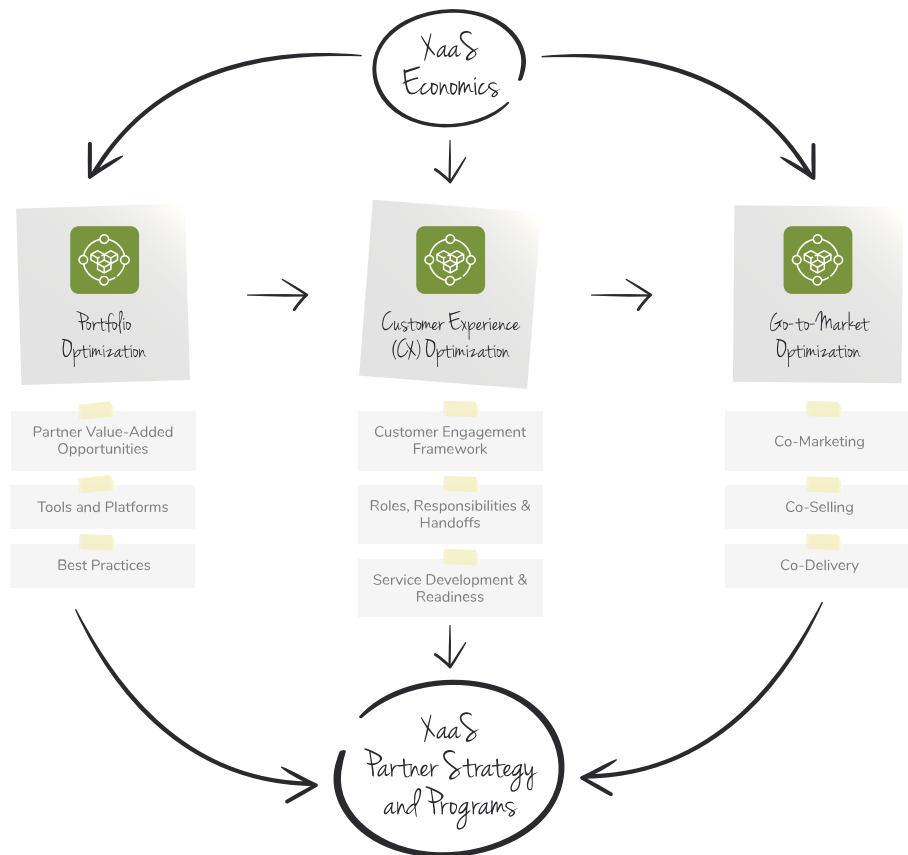 XaaS
Economics
Portfolio
Optimization
Customer Experience
(CX) Optimization
Go-to-Market
Optimization
Partner Value-Added
Opportunities
Tools and Platforms
Best Practices
Customer Engagement
Framework
Roles, Responsibilities &
Handoffs
Service Development &
Readiness
Co-Marketing
Co-Selling
Co-Delivery
XaaS
Partner Strategy
and Programs